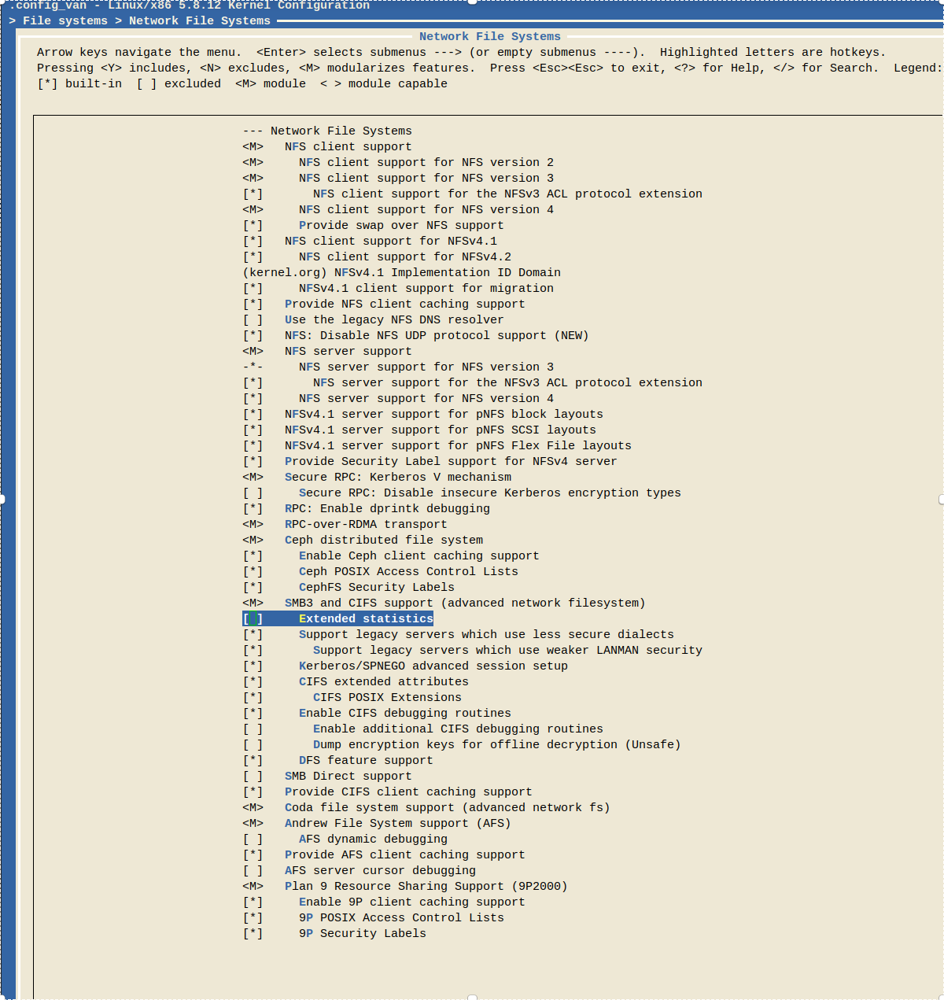 .config_van - Linux/x86 5.8.12 Kernel Configuration
> File systems > Network File Systems
Network File Systems
Arrow keys navigate the menu.  <Enter> selects submenus ---> (or empty submenus ----).  Highlighted letters are hotkeys.
Pressing <Y> includes, <N> excludes, <M> modularizes features.  Press <Esc><Esc> to exit, <?> for Help, </> for Search.  Legend:
[*] built-in  [ ] excluded  <M> module  < > module capable
--- Network File Systems
<M>   NFS client support
<M>     NFS client support for NFS version 2
<M>     NFS client support for NFS version 3
[*]       NFS client support for the NFSv3 ACL protocol extension
<M>     NFS client support for NFS version 4
[*]     Provide swap over NFS support
[*]   NFS client support for NFSv4.1
[*]     NFS client support for NFSv4.2
(kernel.org) NFSv4.1 Implementation ID Domain
[*]     NFSv4.1 client support for migration
[*]   Provide NFS client caching support
[ ]   Use the legacy NFS DNS resolver
[*]   NFS: Disable NFS UDP protocol support (NEW)
<M>   NFS server support
-*-     NFS server support for NFS version 3
[*]       NFS server support for the NFSv3 ACL protocol extension
[*]     NFS server support for NFS version 4
[*]   NFSv4.1 server support for pNFS block layouts
[*]   NFSv4.1 server support for pNFS SCSI layouts
[*]   NFSv4.1 server support for pNFS Flex File layouts
[*]   Provide Security Label support for NFSv4 server
<M>   Secure RPC: Kerberos V mechanism
[ ]     Secure RPC: Disable insecure Kerberos encryption types
[*]   RPC: Enable dprintk debugging
<M>   RPC-over-RDMA transport
<M>   Ceph distributed file system
[*]     Enable Ceph client caching support
[*]     Ceph POSIX Access Control Lists
[*]     CephFS Security Labels
<M>   SMB3 and CIFS support (advanced network filesystem)
[ ]     Extended statistics
[*]     Support legacy servers which use less secure dialects
[*]       Support legacy servers which use weaker LANMAN security
[*]     Kerberos/SPNEGO advanced session setup
[*]     CIFS extended attributes
[*]       CIFS POSIX Extensions
[*]     Enable CIFS debugging routines
[ ]       Enable additional CIFS debugging routines
[ ]       Dump encryption keys for offline decryption (Unsafe)
[*]     DFS feature support
[ ]   SMB Direct support
[*]   Provide CIFS client caching support
<M>   Coda file system support (advanced network fs)
<M>   Andrew File System support (AFS)
[ ]     AFS dynamic debugging
[*]   Provide AFS client caching support
[ ]   AFS server cursor debugging
<M>   Plan 9 Resource Sharing Support (9P2000)
[*]     Enable 9P client caching support
[*]     9P POSIX Access Control Lists
[*]     9P Security Labels